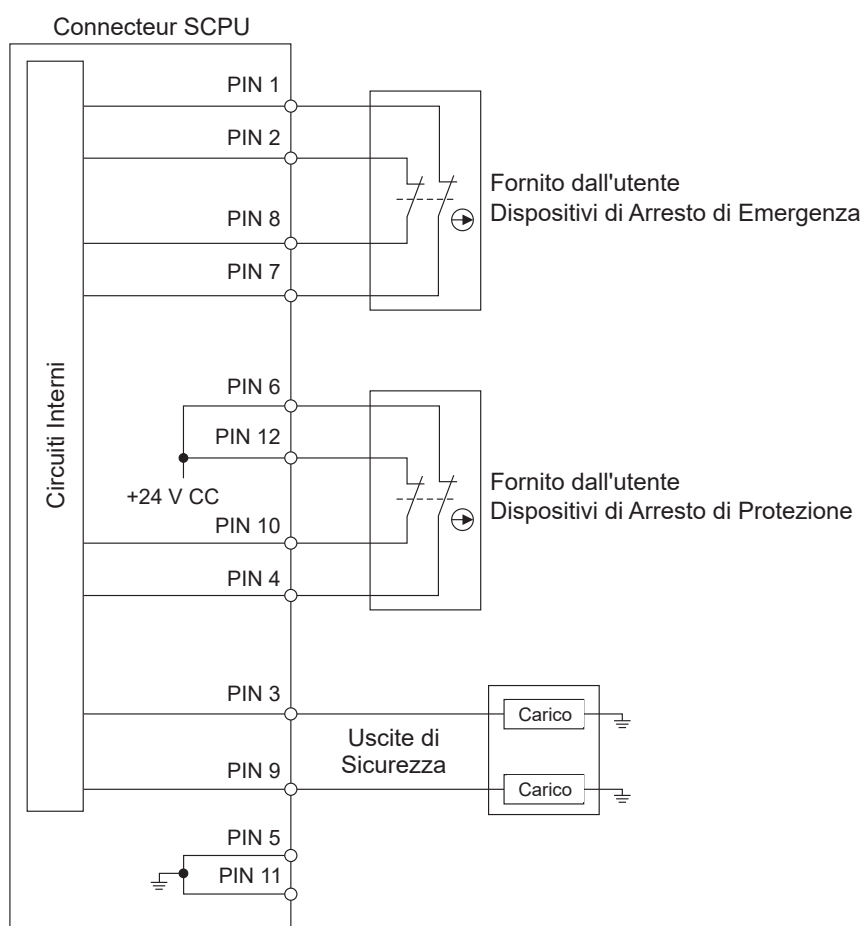 Connecteur SCPU
PIN 1
PIN 2
PIN 8
PIN 7
Fornito dall'utente
Dispositivi di Arresto di Emergenza
Circuiti Interni
PIN 6
PIN 12
+24 V CC
PIN 10
PIN 4
Fornito dall'utente
Dispositivi di Arresto di Protezione
PIN 3
PIN 9
Uscite di
Sicurezza
Carico
Carico
PIN 5
PIN 11